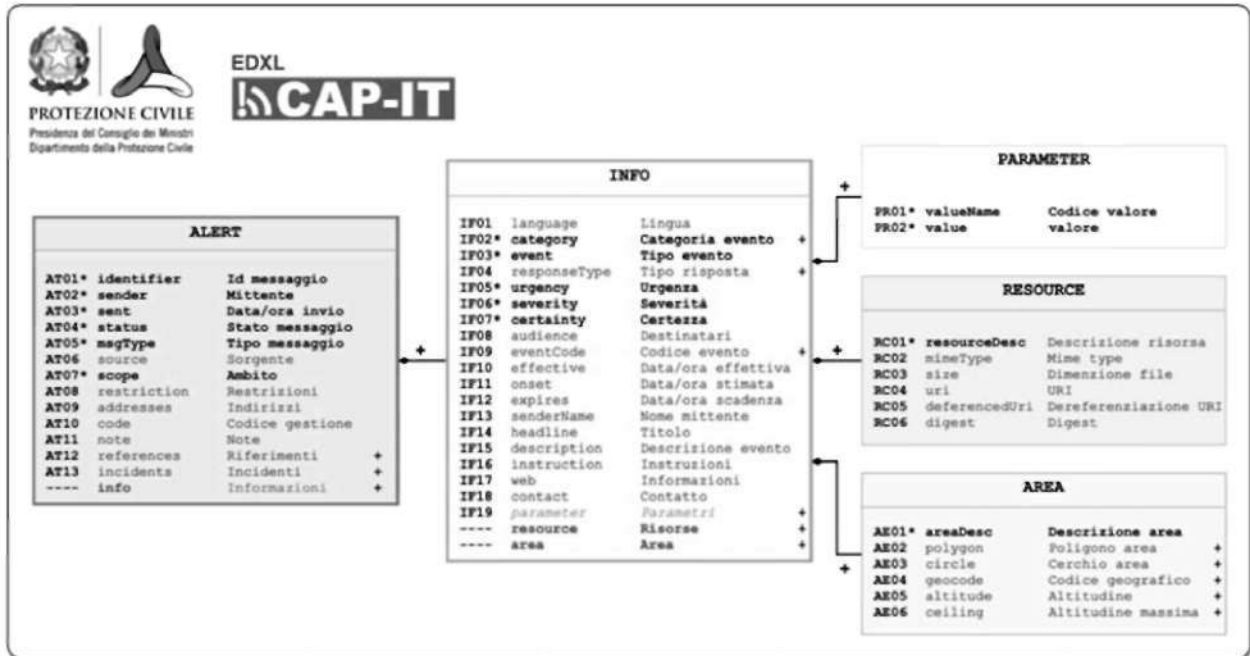 PROTEZIONE CIVILE
Presidenza del Consiglio dei Ministri
Dipartimento della Protezione Civile
EDXL
CAP-IT
ALERT
AT01* identifier Id messaggio
AT02* sender Mittente
AT03* sent Data/ora invio
AT04* status Stato messaggio
AT05* msgType Tipo messaggio
AT06 source Sorgente
AT07* scope Ambito
AT08 restriction Restrizioni
AT09 addresses Indirizzi
AT10 code Codice gestione
AT11 note Note
AT12 references Riferimenti +
AT13 incidents Incidenti +
---- info Informazioni +
+
INFO
IF01 language Lingua
IF02* category Categoria evento +
IF03* event Tipo evento
IF04 responseType Tipo risposta +
IF05* urgency Urgenza
IF06* severity Severità
IF07* certainty Certezza
IF08 audience Destinatari
IF09 eventCode Codice evento +
IF10 effective Data/ora effettiva
IF11 onset Data/ora stimata
IF12 expires Data/ora scadenza
IF13 senderName Nome mittente
IF14 headline Titolo
IF15 description Descrizione evento
IF16 instruction Instruzioni
IF17 web Informazioni
IF18 contact Contatto
IF19 parameter Parametri +
---- resource Risorse +
---- area Area +
+
PARAMETER
PR01* valueName Codice valore
PR02* value valore
+
RESOURCE
RC01* resourceDesc Descrizione risorsa
RC02 mimeType Mime type
RC03 size Dimenzione file
RC04 uri URI
RC05 deferencedUri Dereferenziazione URI
RC06 digest Digest
+
AREA
AE01* areaDesc Descrizione area
AE02 polygon Poligono area +
AE03 circle Cerchio area +
AE04 geocode Codice geografico +
AE05 altitude Altitudine +
AE06 ceiling Altitudine massima +